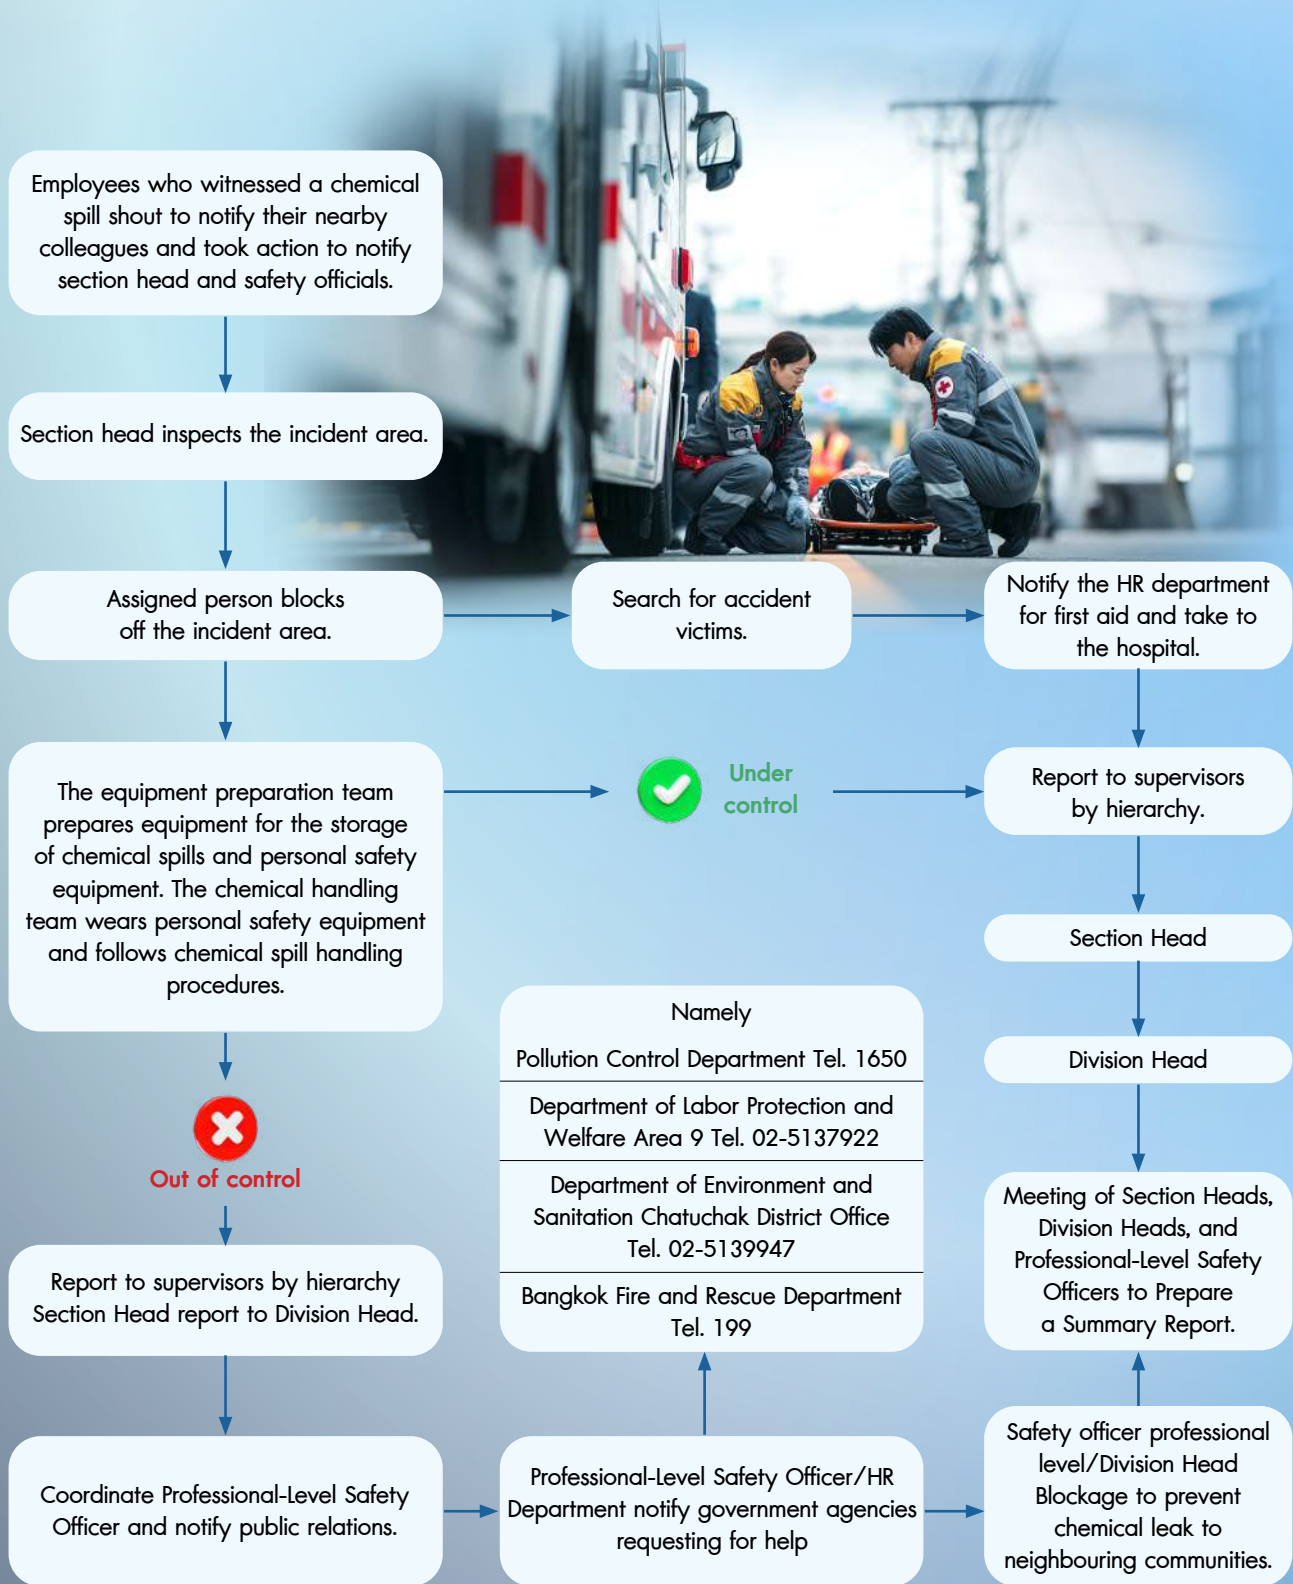 Employees who witnessed a chemical
spill shout to notify their nearby
colleagues and took action to notify
section head and safety officials.
Section head inspects the incident area.
Assigned person blocks
off the incident area.
Search for accident
victims.
Notify the HR department
for first aid and take to
the hospital.
The equipment preparation team
prepares equipment for the storage
of chemical spills and personal safety
equipment. The chemical handling
team wears personal safety equipment
and follows chemical spill handling
procedures.
Under
control
Report to supervisors
by hierarchy.
Section Head
Division Head
Out of control
Namely
Pollution Control Department Tel. 1650
Department of Labor Protection and
Welfare Area 9 Tel. 02-5137922
Department of Environment and
Sanitation Chatuchak District Office
Tel. 02-5139947
Bangkok Fire and Rescue Department
Tel. 199
Meeting of Section Heads,
Division Heads, and
Professional-Level Safety
Officers to Prepare
a Summary Report.
Report to supervisors by hierarchy
Section Head report to Division Head.
Coordinate Professional-Level Safety
Officer and notify public relations.
Professional-Level Safety Officer/HR
Department notify government agencies
requesting for help
Safety officer professional
level/Division Head
Blockage to prevent
chemical leak to
neighbouring communities.